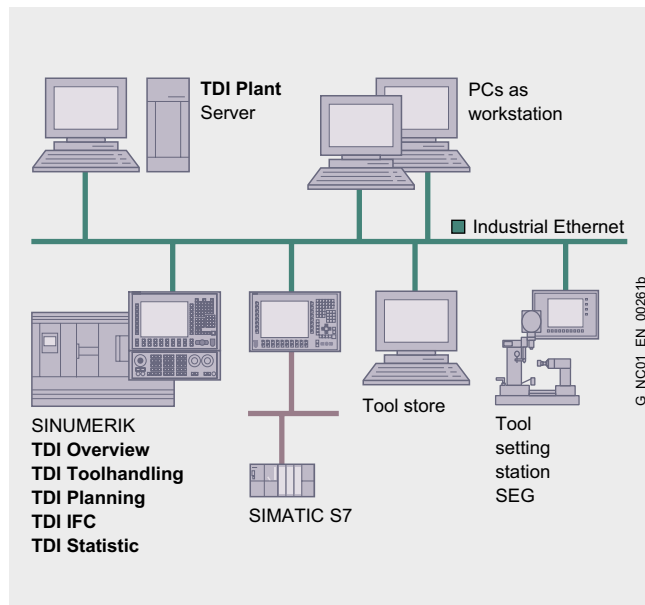 TDI Plant
Server
PCs as
workstation
Industrial Ethernet
G_NC01_EN_00261b
SINUMERIK
TDI Overview
TDI Toolhandling
TDI Planning
TDI IFC
TDI Statistic
SIMATIC S7
Tool store
Tool
setting
station
SEG